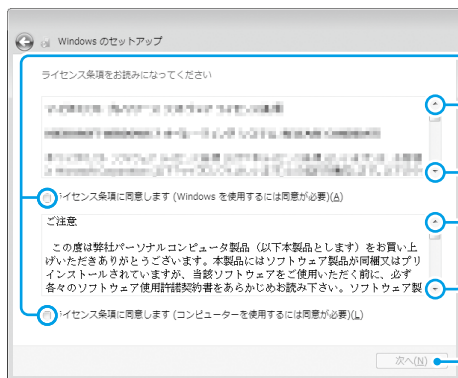 Windows のセットアップ
ライセンス条項をお読みになってください
ライセンス条項に同意します (Windows を使用するには同意が必要)(A)
ご注意
この度は弊社パーソナルコンピュータ製品（以下本製品とします）をお買い上
げいただきありがとうございます。本製品にはソフトウェア製品が同梱又はプリ
インストールされていますが、当該ソフトウェアをご使用いただく前に、必ず
各々のソフトウェア使用許諾契約書をあらかじめお読み下さい。ソフトウェア製
ライセンス条項に同意します (コンピューターを使用するには同意が必要)(L)
次へ(N)